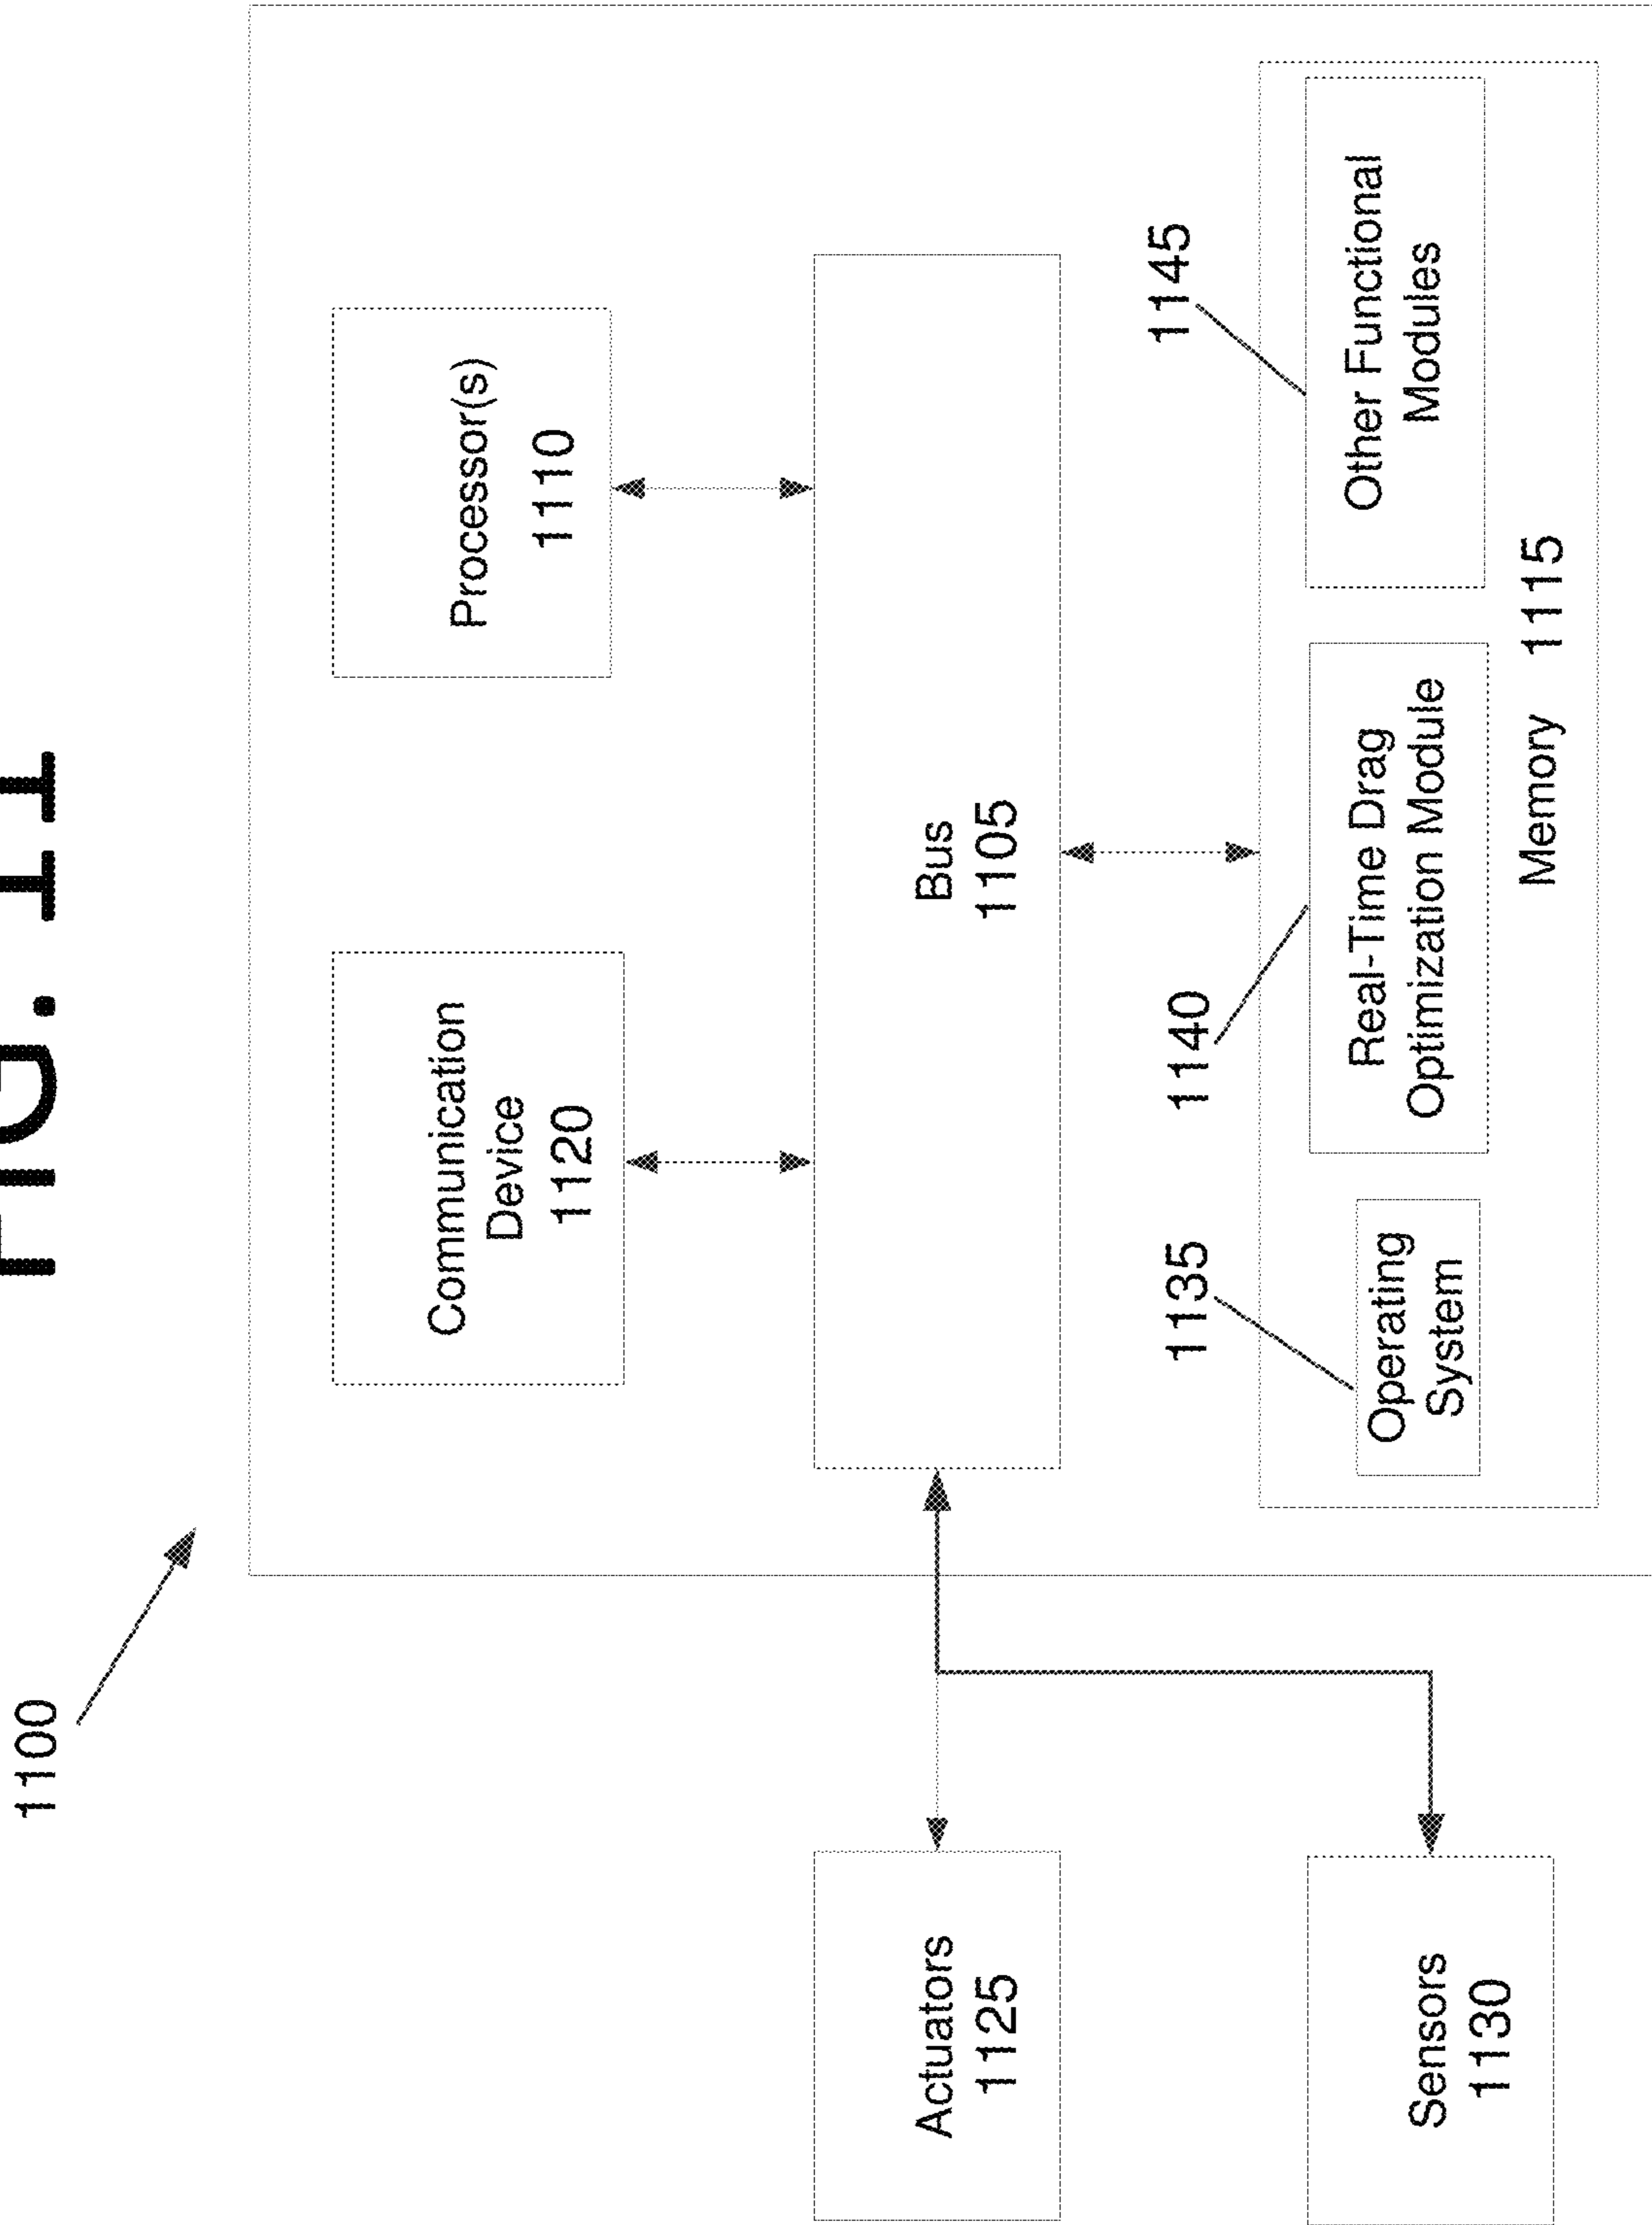 FIG. 11
1100
Communication
Device
1120
Processor(s)
1110
Bus
1105
Actuators
1125
Sensors
1130
1135
1140
1145
Operating
System
Real-Time Drag
Optimization Module
Other Functional
Modules
Memory 1115